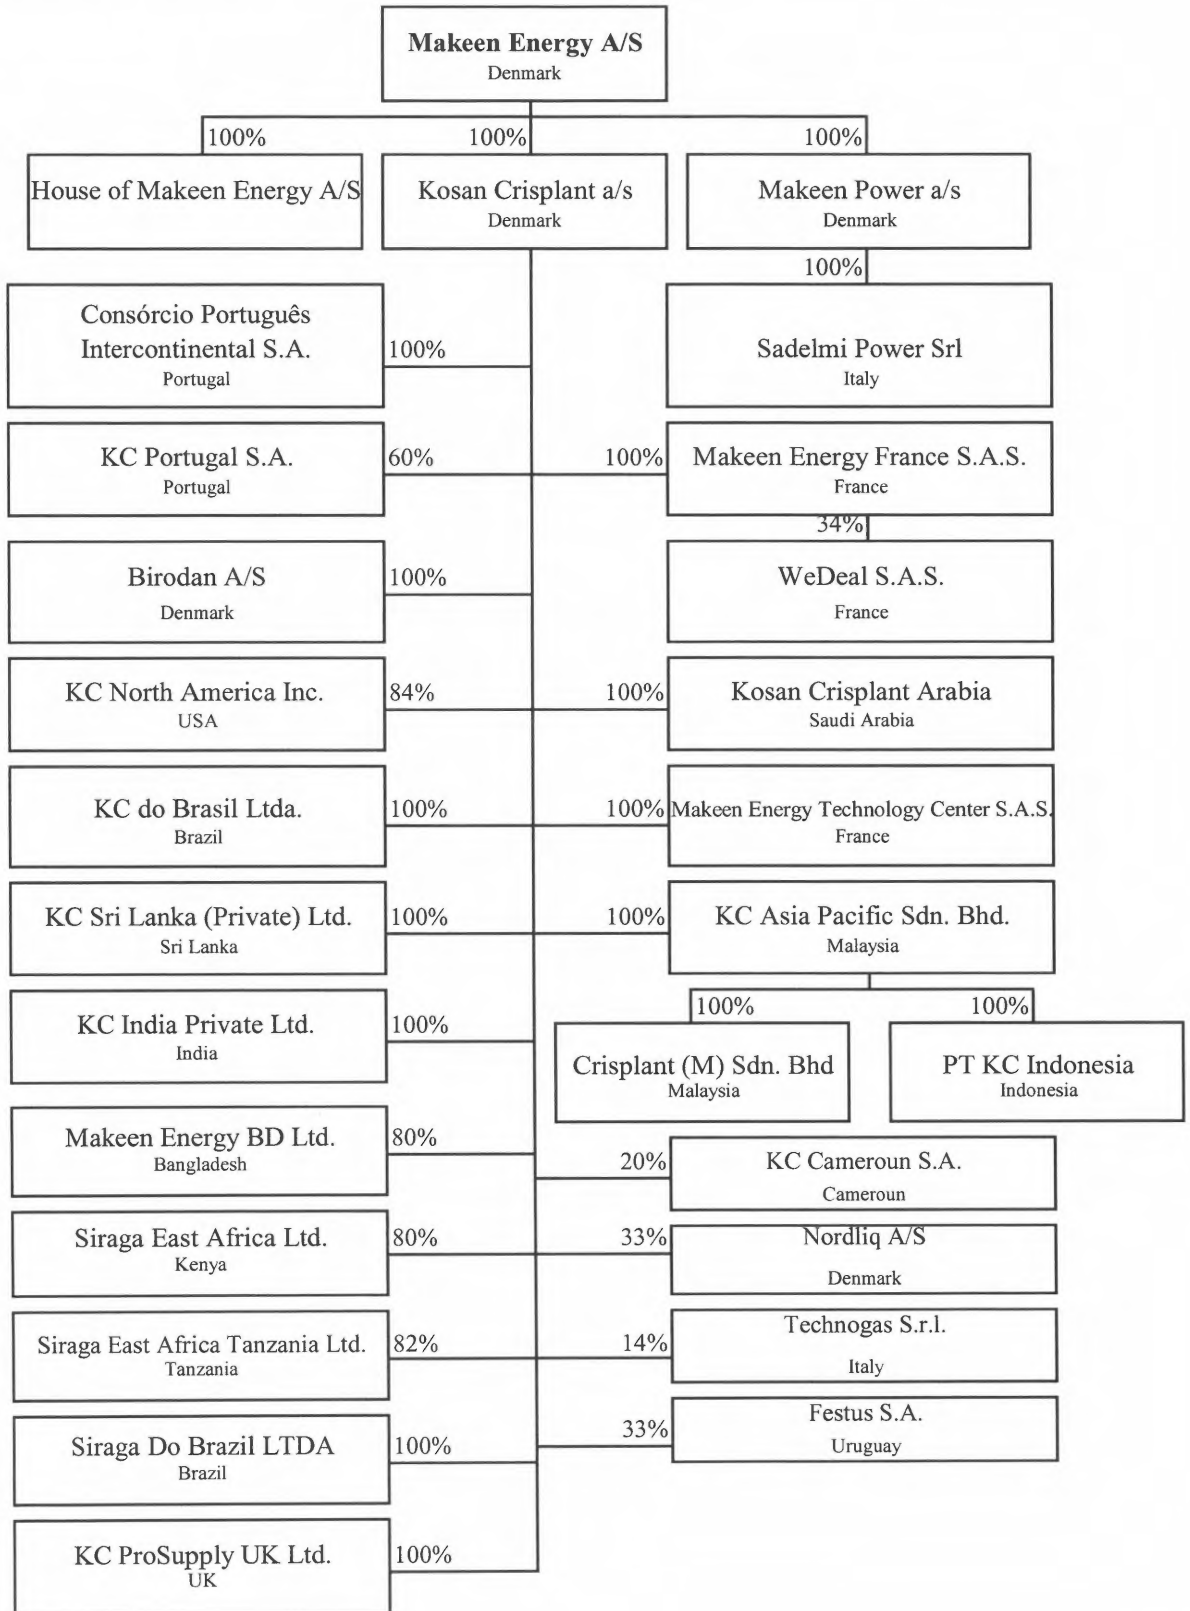 Makeen Energy A/S
Denmark
100%
100%
100%
House of Makeen Energy A/S
Kosan Crisplant a/s
Denmark
Makeen Power a/s
Denmark
100%
Consórcio Português
Intercontinental S.A.
Portugal
100%
Sadelmi Power Srl
Italy
KC Portugal S.A.
Portugal
60%
100%
Makeen Energy France S.A.S.
France
34%
Birodan A/S
Denmark
100%
WeDeal S.A.S.
France
KC North America Inc.
USA
84%
100%
Kosan Crisplant Arabia
Saudi Arabia
KC do Brasil Ltda.
Brazil
100%
100%
Makeen Energy Technology Center S.A.S.
France
KC Sri Lanka (Private) Ltd.
Sri Lanka
100%
100%
KC Asia Pacific Sdn. Bhd.
Malaysia
100%
100%
KC India Private Ltd.
India
100%
Crisplant (M) Sdn. Bhd
Malaysia
PT KC Indonesia
Indonesia
Makeen Energy BD Ltd.
Bangladesh
80%
20%
KC Cameroun S.A.
Cameroun
Siraga East Africa Ltd.
Kenya
80%
33%
Nordliq A/S
Denmark
Siraga East Africa Tanzania Ltd.
Tanzania
82%
14%
Technogas S.r.l.
Italy
Siraga Do Brazil LTDA
Brazil
100%
33%
Festus S.A.
Uruguay
KC ProSupply UK Ltd.
UK
100%